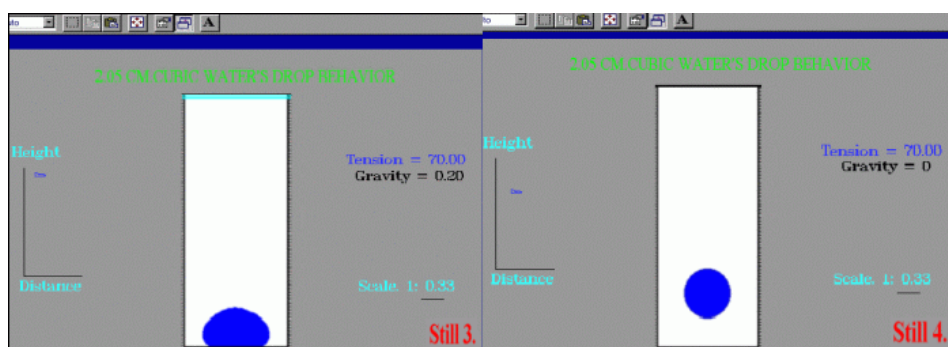 A
2.65 CM.CUBIC WATER'S DROP BEHAVIOR
Height
Tension = 70.00
Gravity = 0.20
Distance
Scale. 1: 0.33
Still 3.
A
2.65 CM.CUBIC WATER'S DROP BEHAVIOR
Height
Tension = 70.00
Gravity = 0
Distance
Scale. 1: 0.33
Still 4.